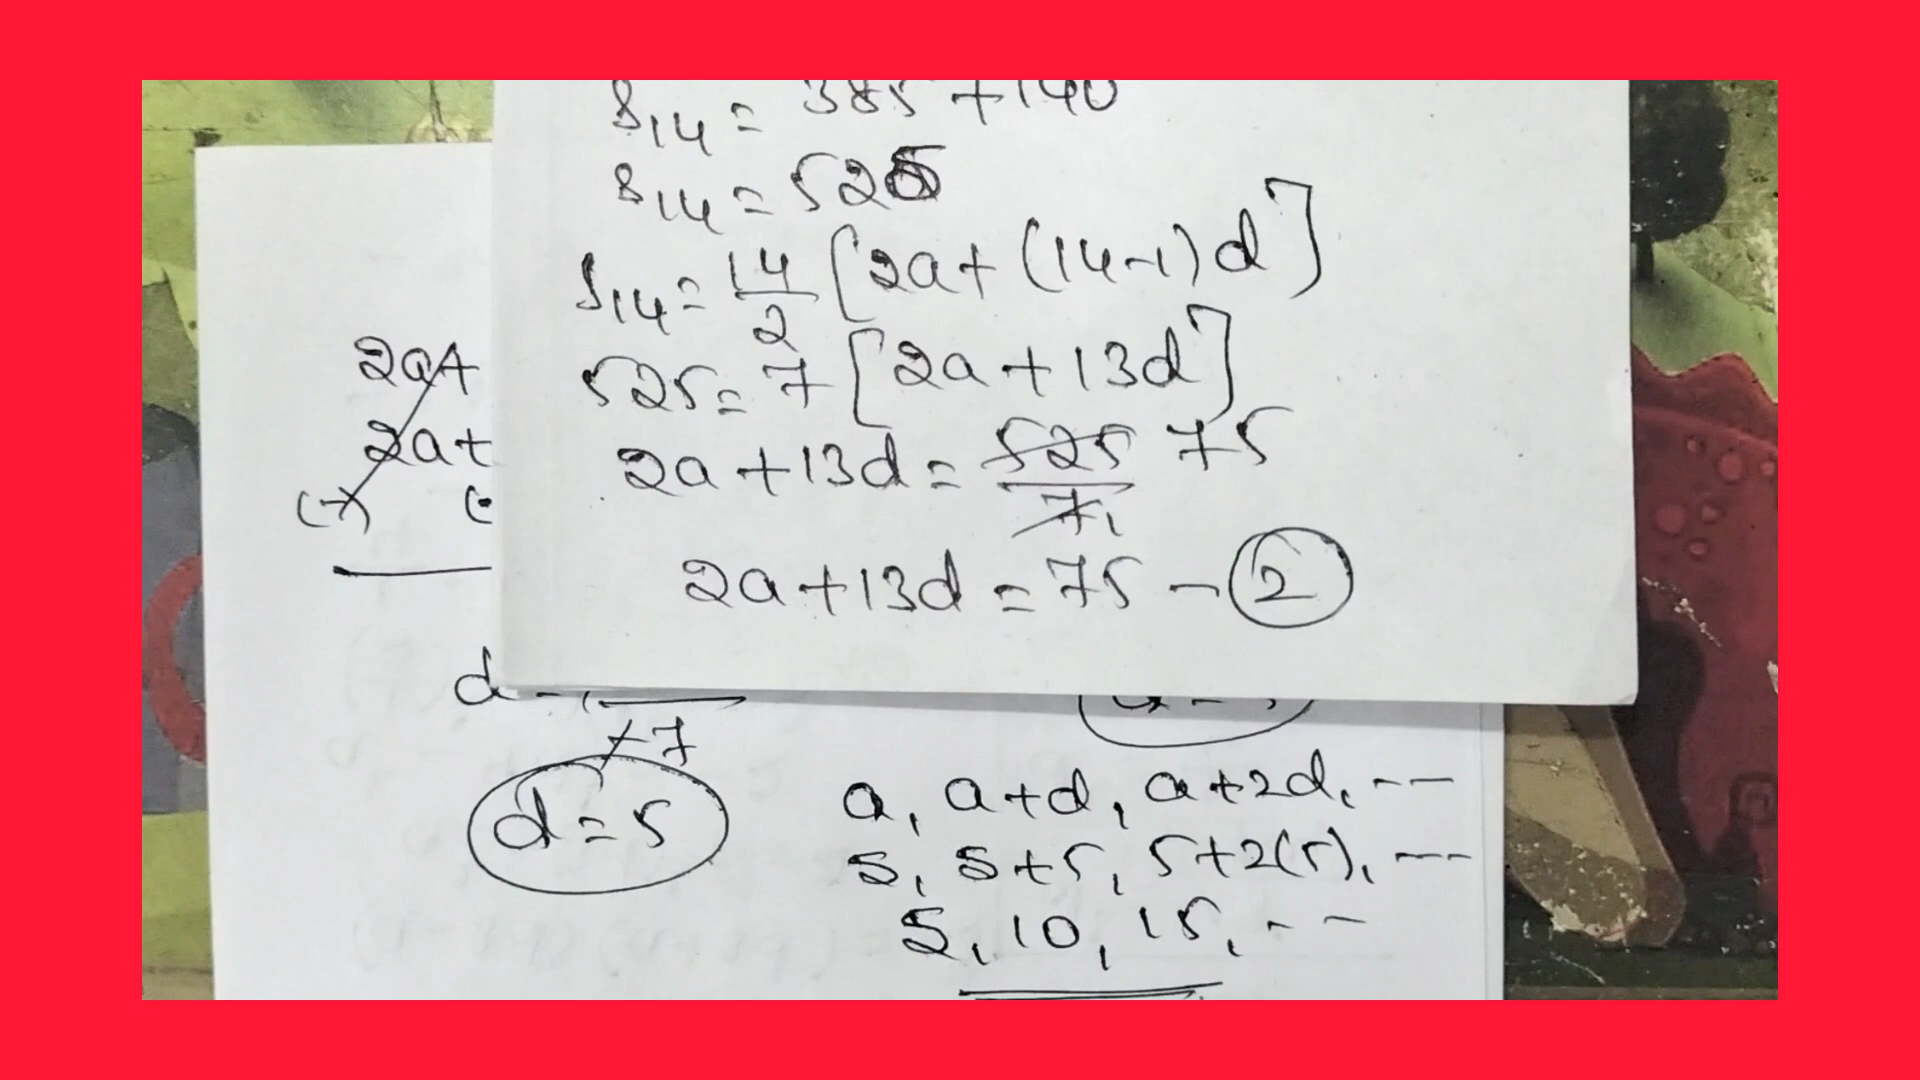 S14 = 385 + 140
S14 = 525
S14 = 14/2 [2a + (14-1)d]
525 = 7 [2a + 13d]
2a + 13d = 525/7 75
2a + 13d = 75 - 2
2a +
2a +
(-)
d =
-7
d = 5
a, a+d, a+2d, ---
5, 5+5, 5+2(5), ---
5, 10, 15, --